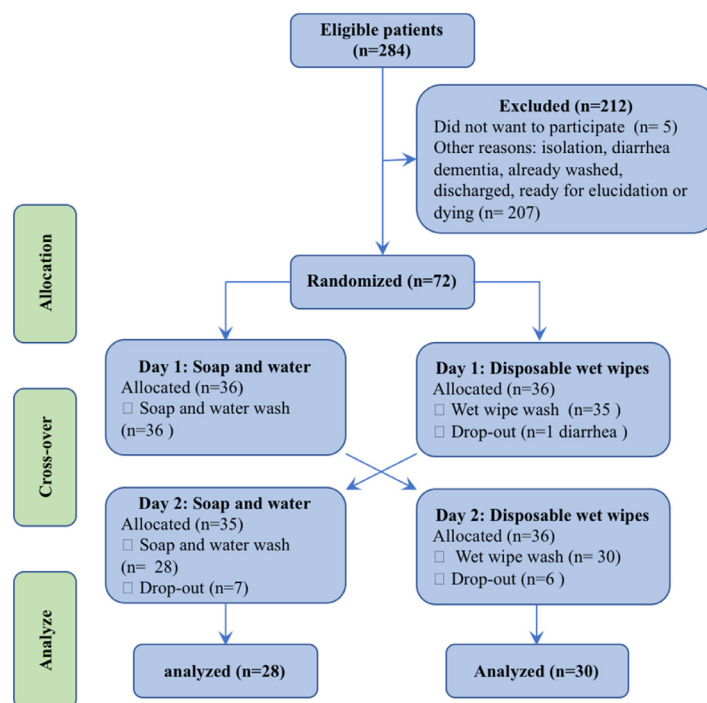 Eligible patients
(n=284)
Excluded (n=212)
Did not want to participate (n= 5)
Other reasons: isolation, diarrhea
dementia, already washed,
discharged, ready for elucidation or
dying (n= 207)
Allocation
Randomized (n=72)
Day 1: Soap and water
Allocated (n=36)
Soap and water wash
(n=36 )
Day 1: Disposable wet wipes
Allocated (n=36)
Wet wipe wash (n=35 )
Drop-out (n=1 diarrhea )
Cross-over
Day 2: Soap and water
Allocated (n=35)
Soap and water wash
(n= 28)
Drop-out (n=7)
Day 2: Disposable wet wipes
Allocated (n=36)
Wet wipe wash (n= 30)
Drop-out (n=6 )
Analyze
analyzed (n=28)
Analyzed (n=30)